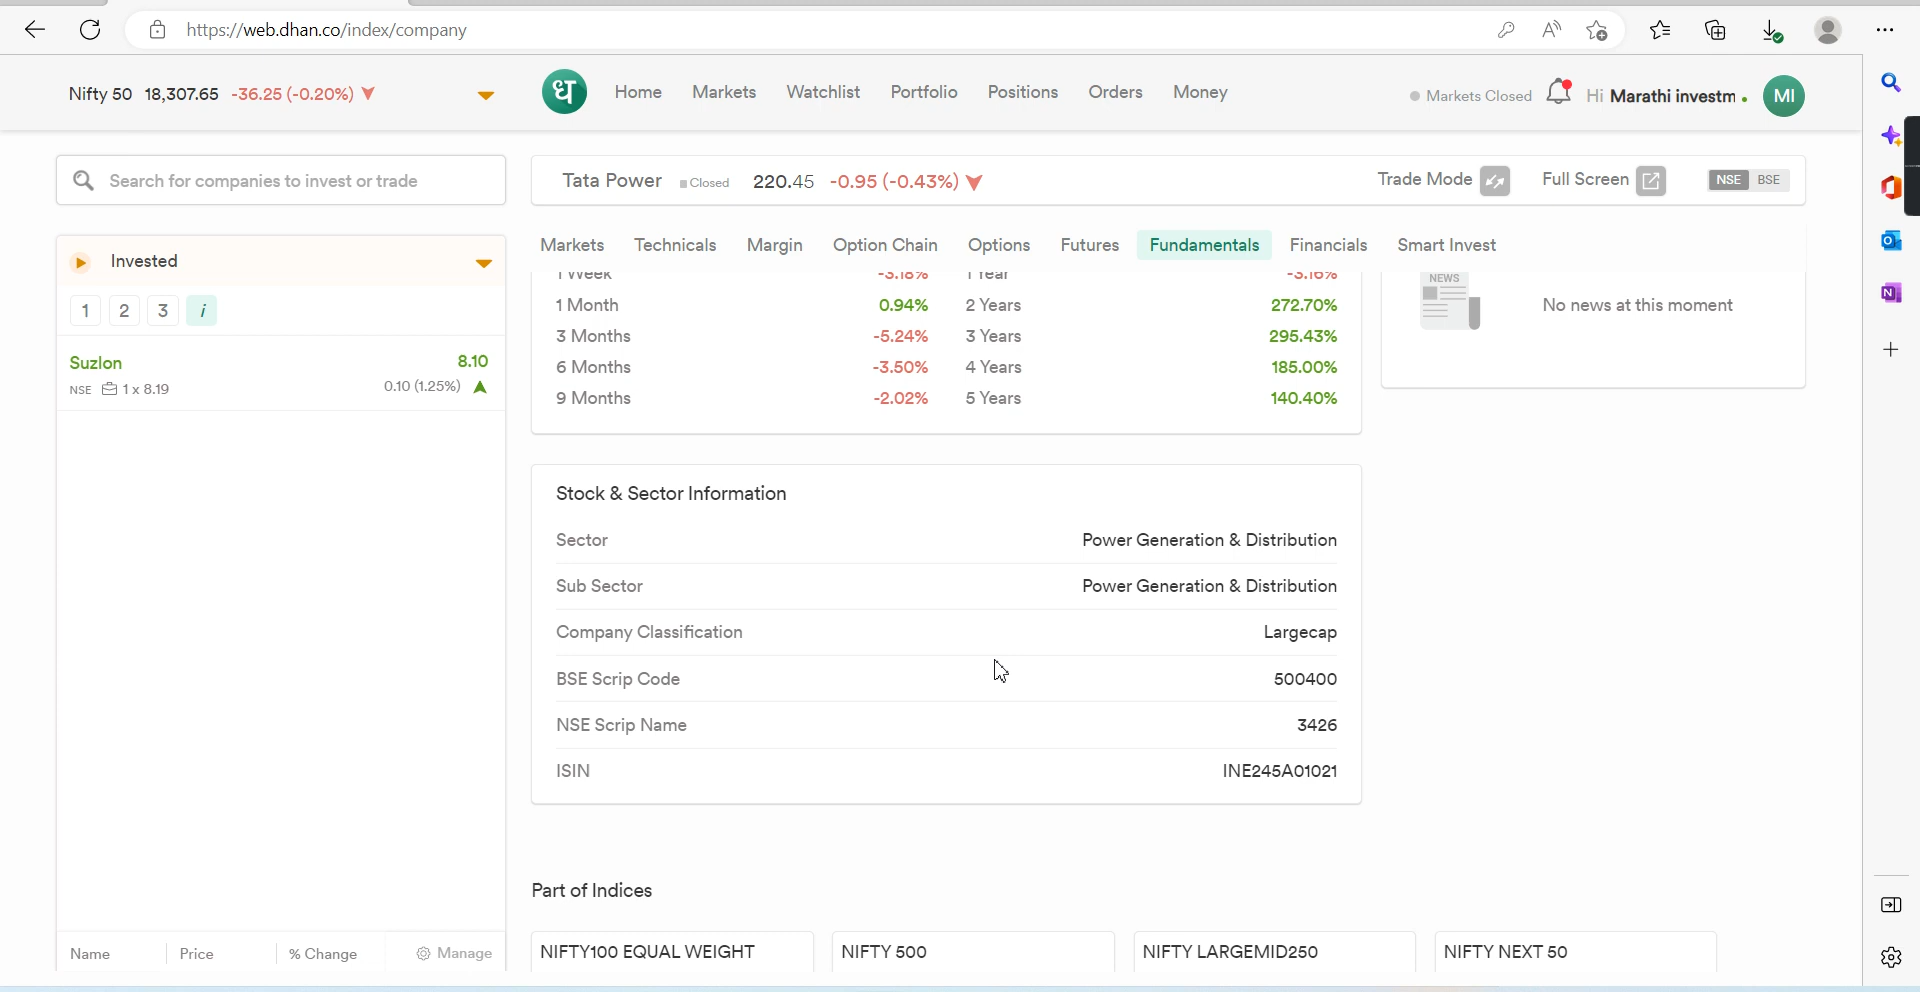 https://web.dhan.co/index/company
Nifty 50 18,307.65 -36.25 (-0.20%)
ध
Home Markets Watchlist Portfolio Positions Orders Money
Markets Closed
Hi Marathi investm
MI
Search for companies to invest or trade
Tata Power Closed 220.45 -0.95 (-0.43%)
Trade Mode Full Screen NSE BSE
Invested
1 2 3 i
Suzlon 8.10
NSE 1 x 8.19 0.10 (1.25%)
Markets Technicals Margin Option Chain Options Futures Fundamentals Financials Smart Invest
1 Week -3.18% 1 Year -3.16%
1 Month 0.94% 2 Years 272.70%
3 Months -5.24% 3 Years 295.43%
6 Months -3.50% 4 Years 185.00%
9 Months -2.02% 5 Years 140.40%
NEWS
No news at this moment
Stock & Sector Information
Sector Power Generation & Distribution
Sub Sector Power Generation & Distribution
Company Classification Largecap
BSE Scrip Code 500400
NSE Scrip Name 3426
ISIN INE245A01021
Part of Indices
NIFTY100 EQUAL WEIGHT NIFTY 500 NIFTY LARGEMID250 NIFTY NEXT 50
Name Price % Change Manage